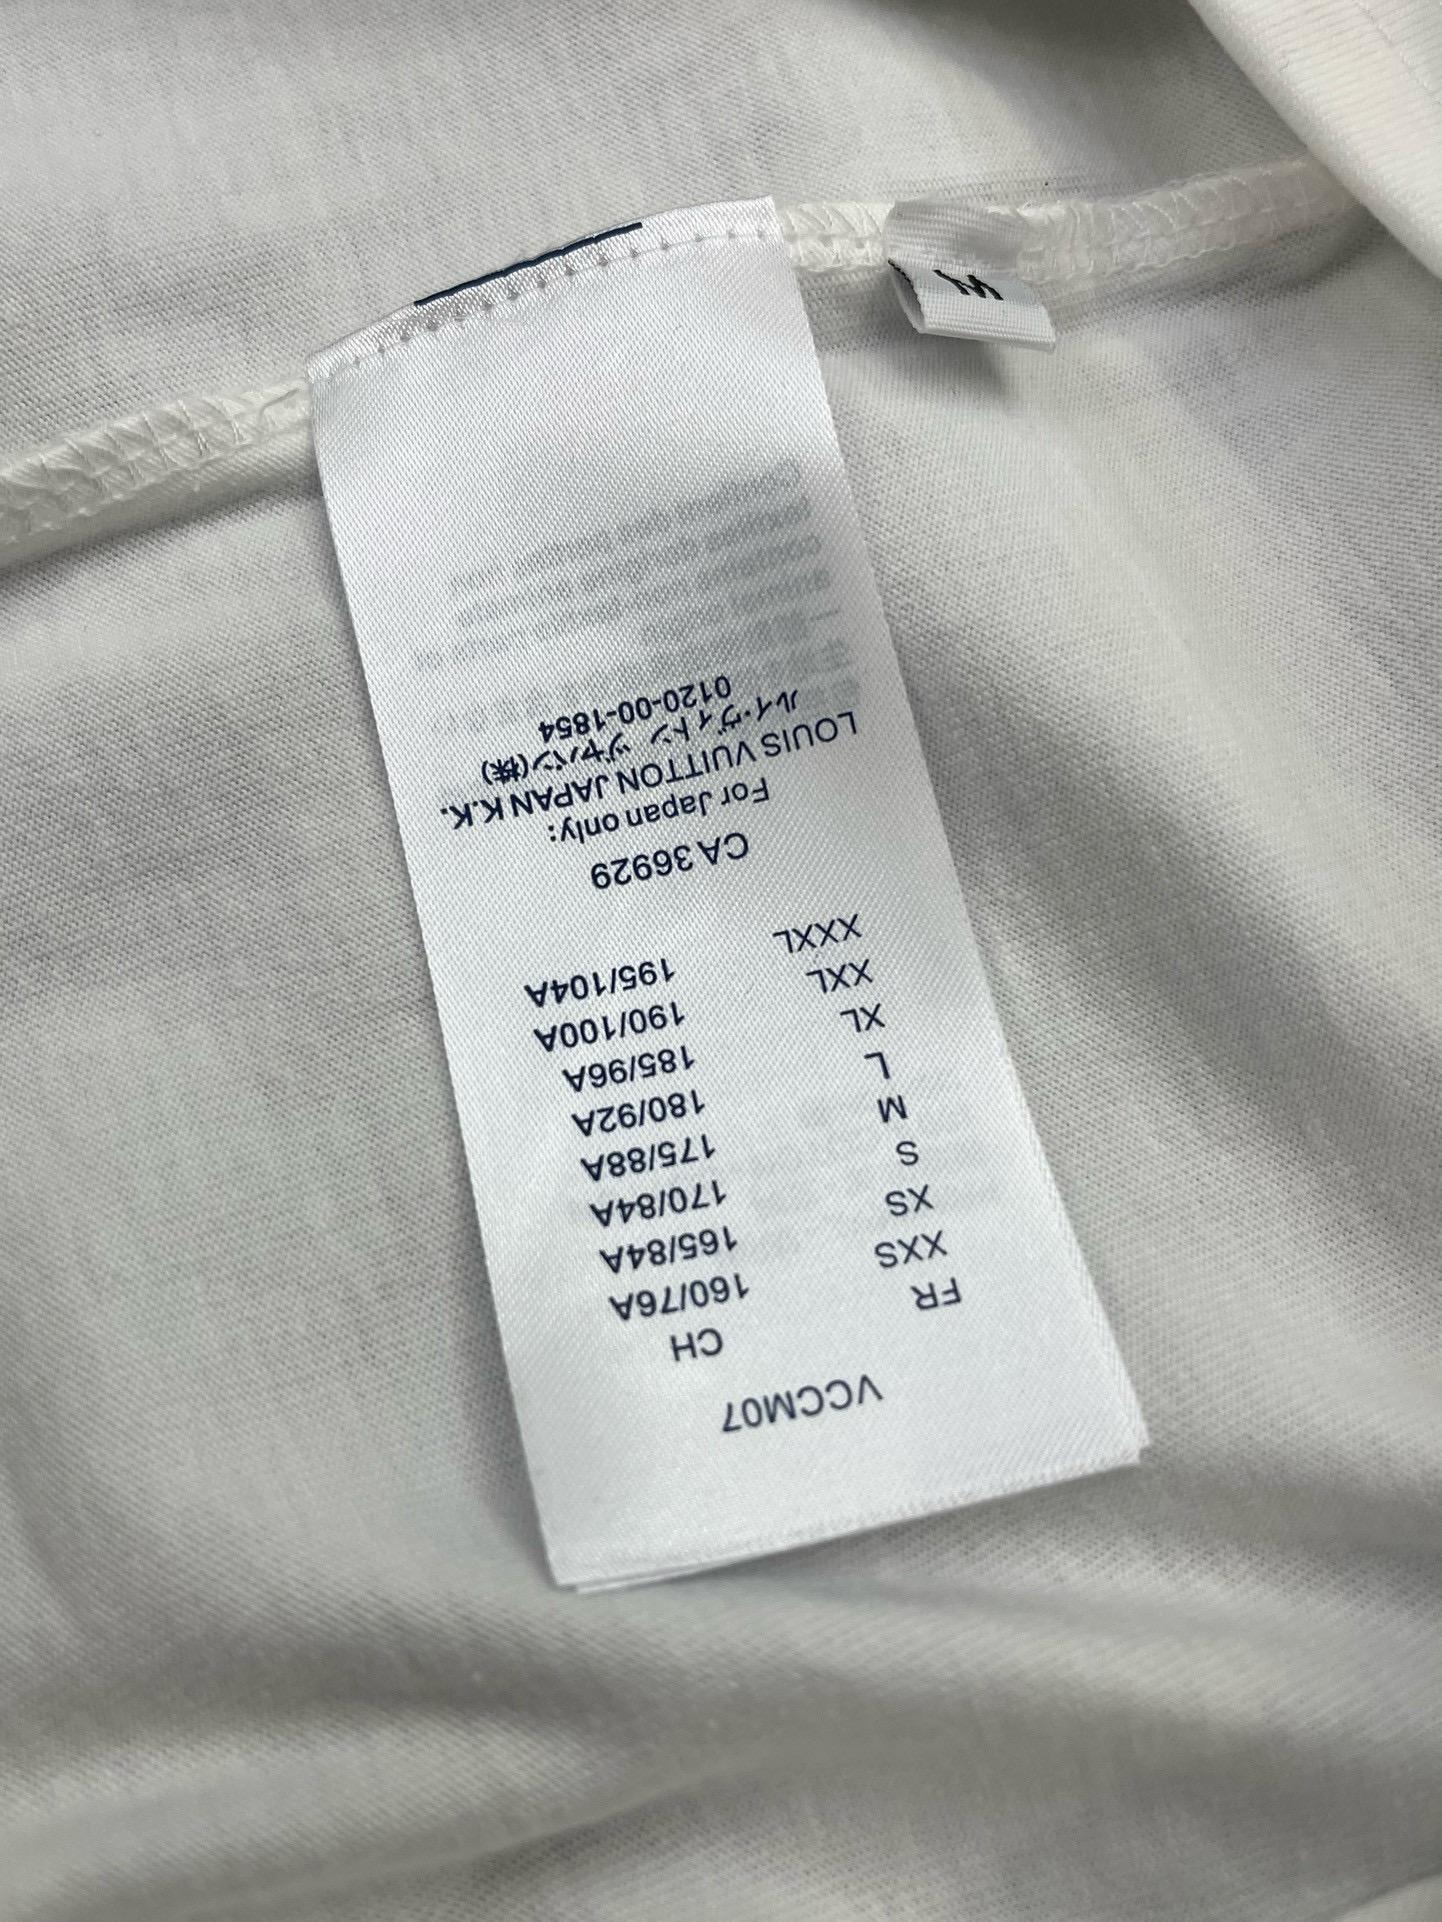 VCCM07
FR CH
XXS 160/76A
XS 165/84A
S 170/84A
M 175/88A
L 180/92A
XL 185/96A
XXL 190/100A
XXXL 195/104A
CA 36929
For Japan only:
LOUIS VUITTON JAPAN K.K.
ルイ・ヴィトン ジャパン(株)
0120-00-1854
M